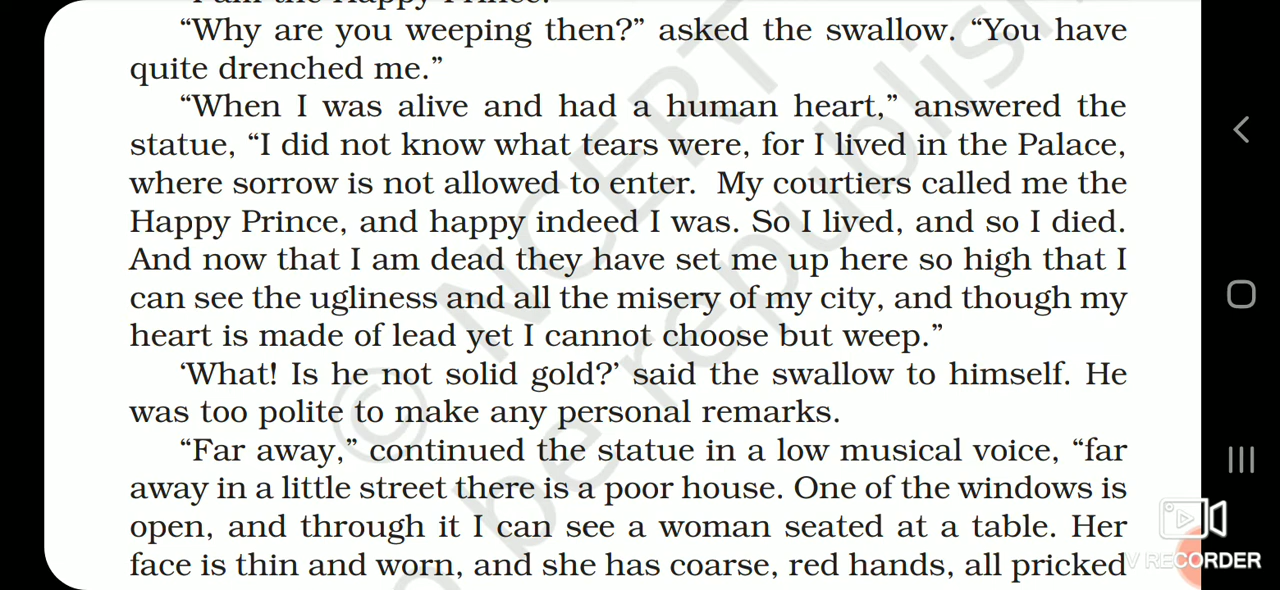 “I am the Happy Prince.”
“Why are you weeping then?” asked the swallow. “You have
quite drenched me.”
“When I was alive and had a human heart,” answered the
statue, “I did not know what tears were, for I lived in the Palace,
where sorrow is not allowed to enter. My courtiers called me the
Happy Prince, and happy indeed I was. So I lived, and so I died.
And now that I am dead they have set me up here so high that I
can see the ugliness and all the misery of my city, and though my
heart is made of lead yet I cannot choose but weep.”
‘What! Is he not solid gold?’ said the swallow to himself. He
was too polite to make any personal remarks.
“Far away,” continued the statue in a low musical voice, “far
away in a little street there is a poor house. One of the windows is
open, and through it I can see a woman seated at a table. Her
face is thin and worn, and she has coarse, red hands, all pricked
© NCERT
be republish
V RECORDER